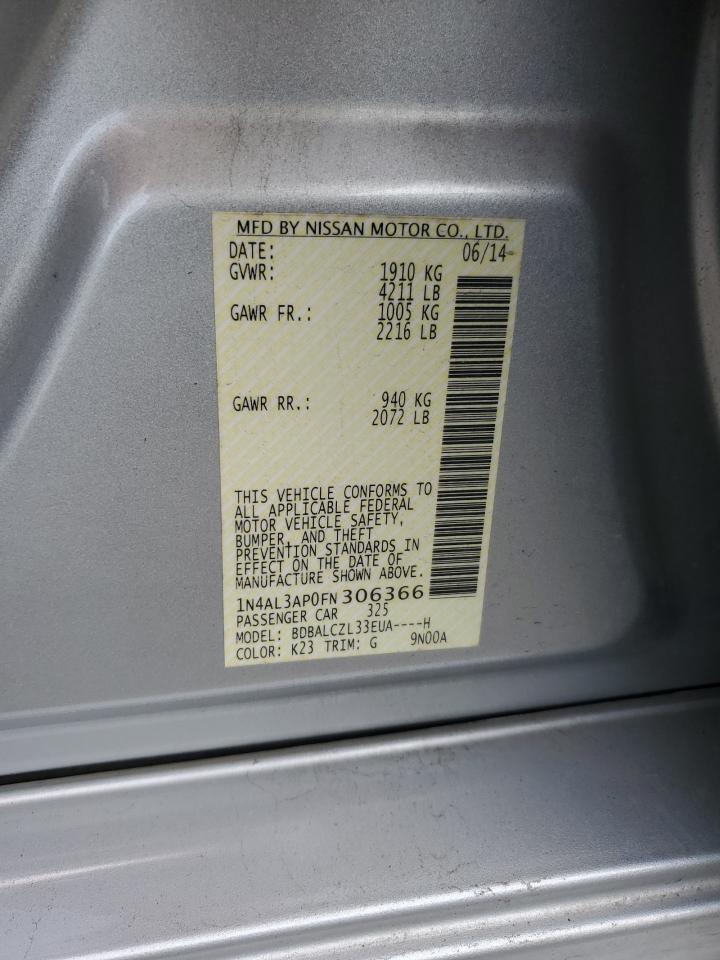 MFD BY NISSAN MOTOR CO., LTD.
DATE: 06/14
GVWR: 1910 KG
4211 LB
GAWR FR.: 1005 KG
2216 LB
GAWR RR.: 940 KG
2072 LB
THIS VEHICLE CONFORMS TO
ALL APPLICABLE FEDERAL
MOTOR VEHICLE SAFETY,
BUMPER, AND THEFT
PREVENTION STANDARDS IN
EFFECT ON THE DATE OF
MANUFACTURE SHOWN ABOVE.
1N4AL3AP0FN306366
PASSENGER CAR 325
MODEL: BDBALCZL33EUA----H
COLOR: K23 TRIM: G 9N00A